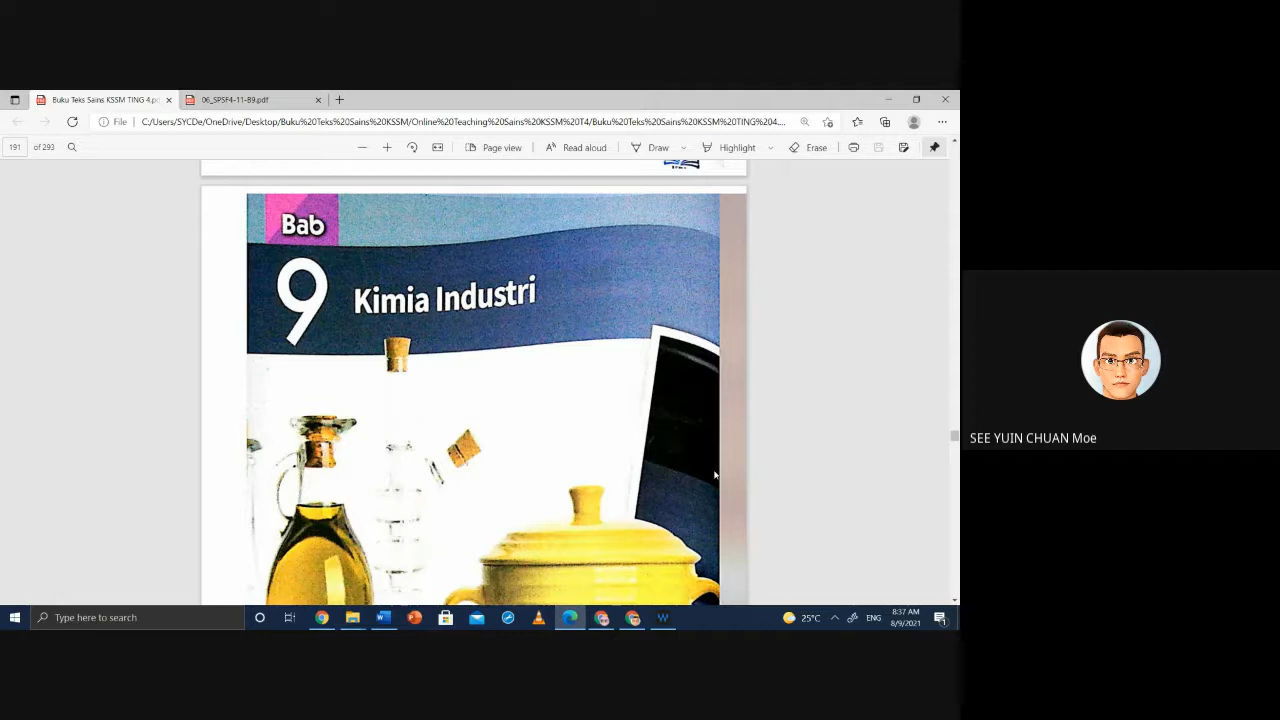 Buku Teks Sains KSSM TING 4.pd
06_SPSF4-11-B9.pdf
File
C:/Users/SYCDe/OneDrive/Desktop/Buku%20Teks%20Sains%20KSSM/Online%20Teaching%20Sains%20KSSM%20T4/Buku%20Teks%20Sains%20KSSM%20TING%204....
191 of 293
Page view
Read aloud
Draw
Highlight
Erase
Bab
9 Kimia Industri
SEE YUIN CHUAN Moe
Type here to search
25°C
ENG
8:37 AM
8/9/2021